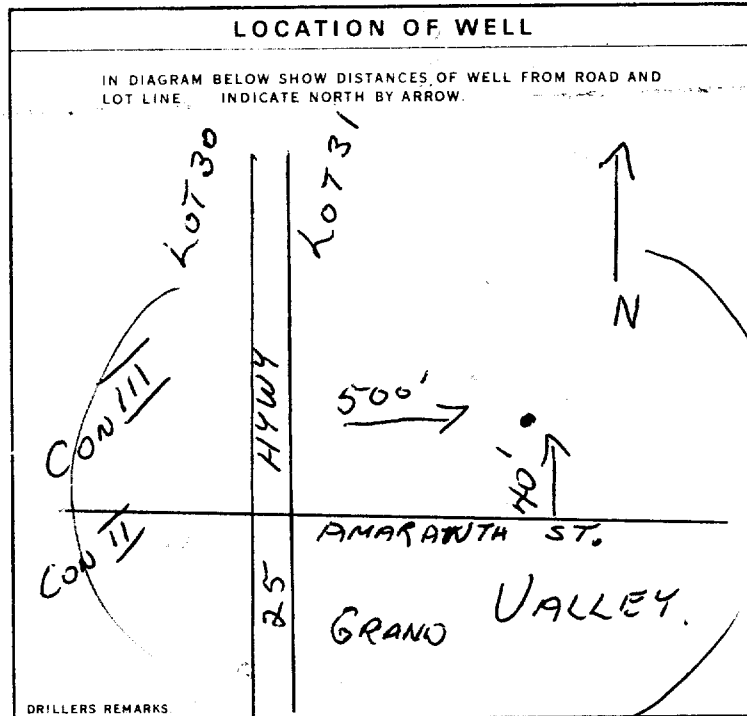 LOCATION OF WELL
IN DIAGRAM BELOW SHOW DISTANCES OF WELL FROM ROAD AND
LOT LINE. INDICATE NORTH BY ARROW.
LOT 30
LOT 31
N
CON III
HYWY
500'
40'
CON II
AMARANTH ST.
25
GRAND VALLEY.
DRILLERS REMARKS